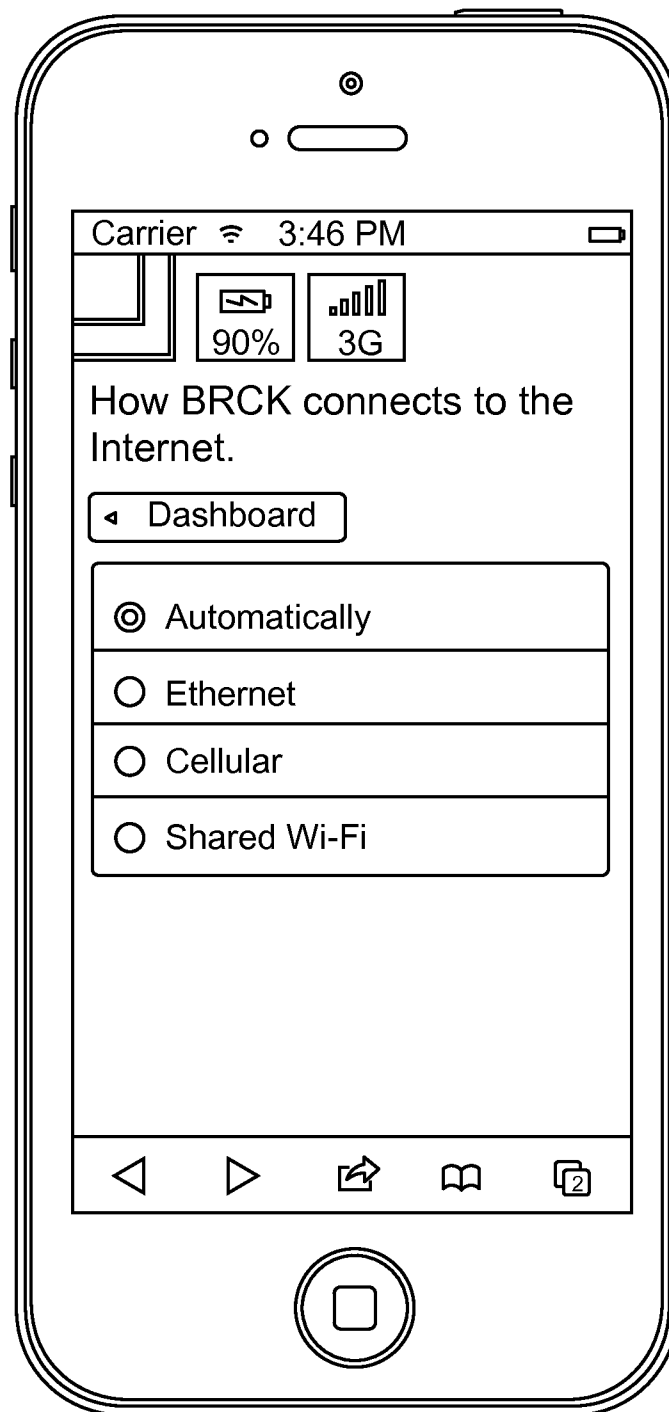 Carrier 3:46 PM
90% 3G
How BRCK connects to the
Internet.
Dashboard
Automatically
Ethernet
Cellular
Shared Wi-Fi
2